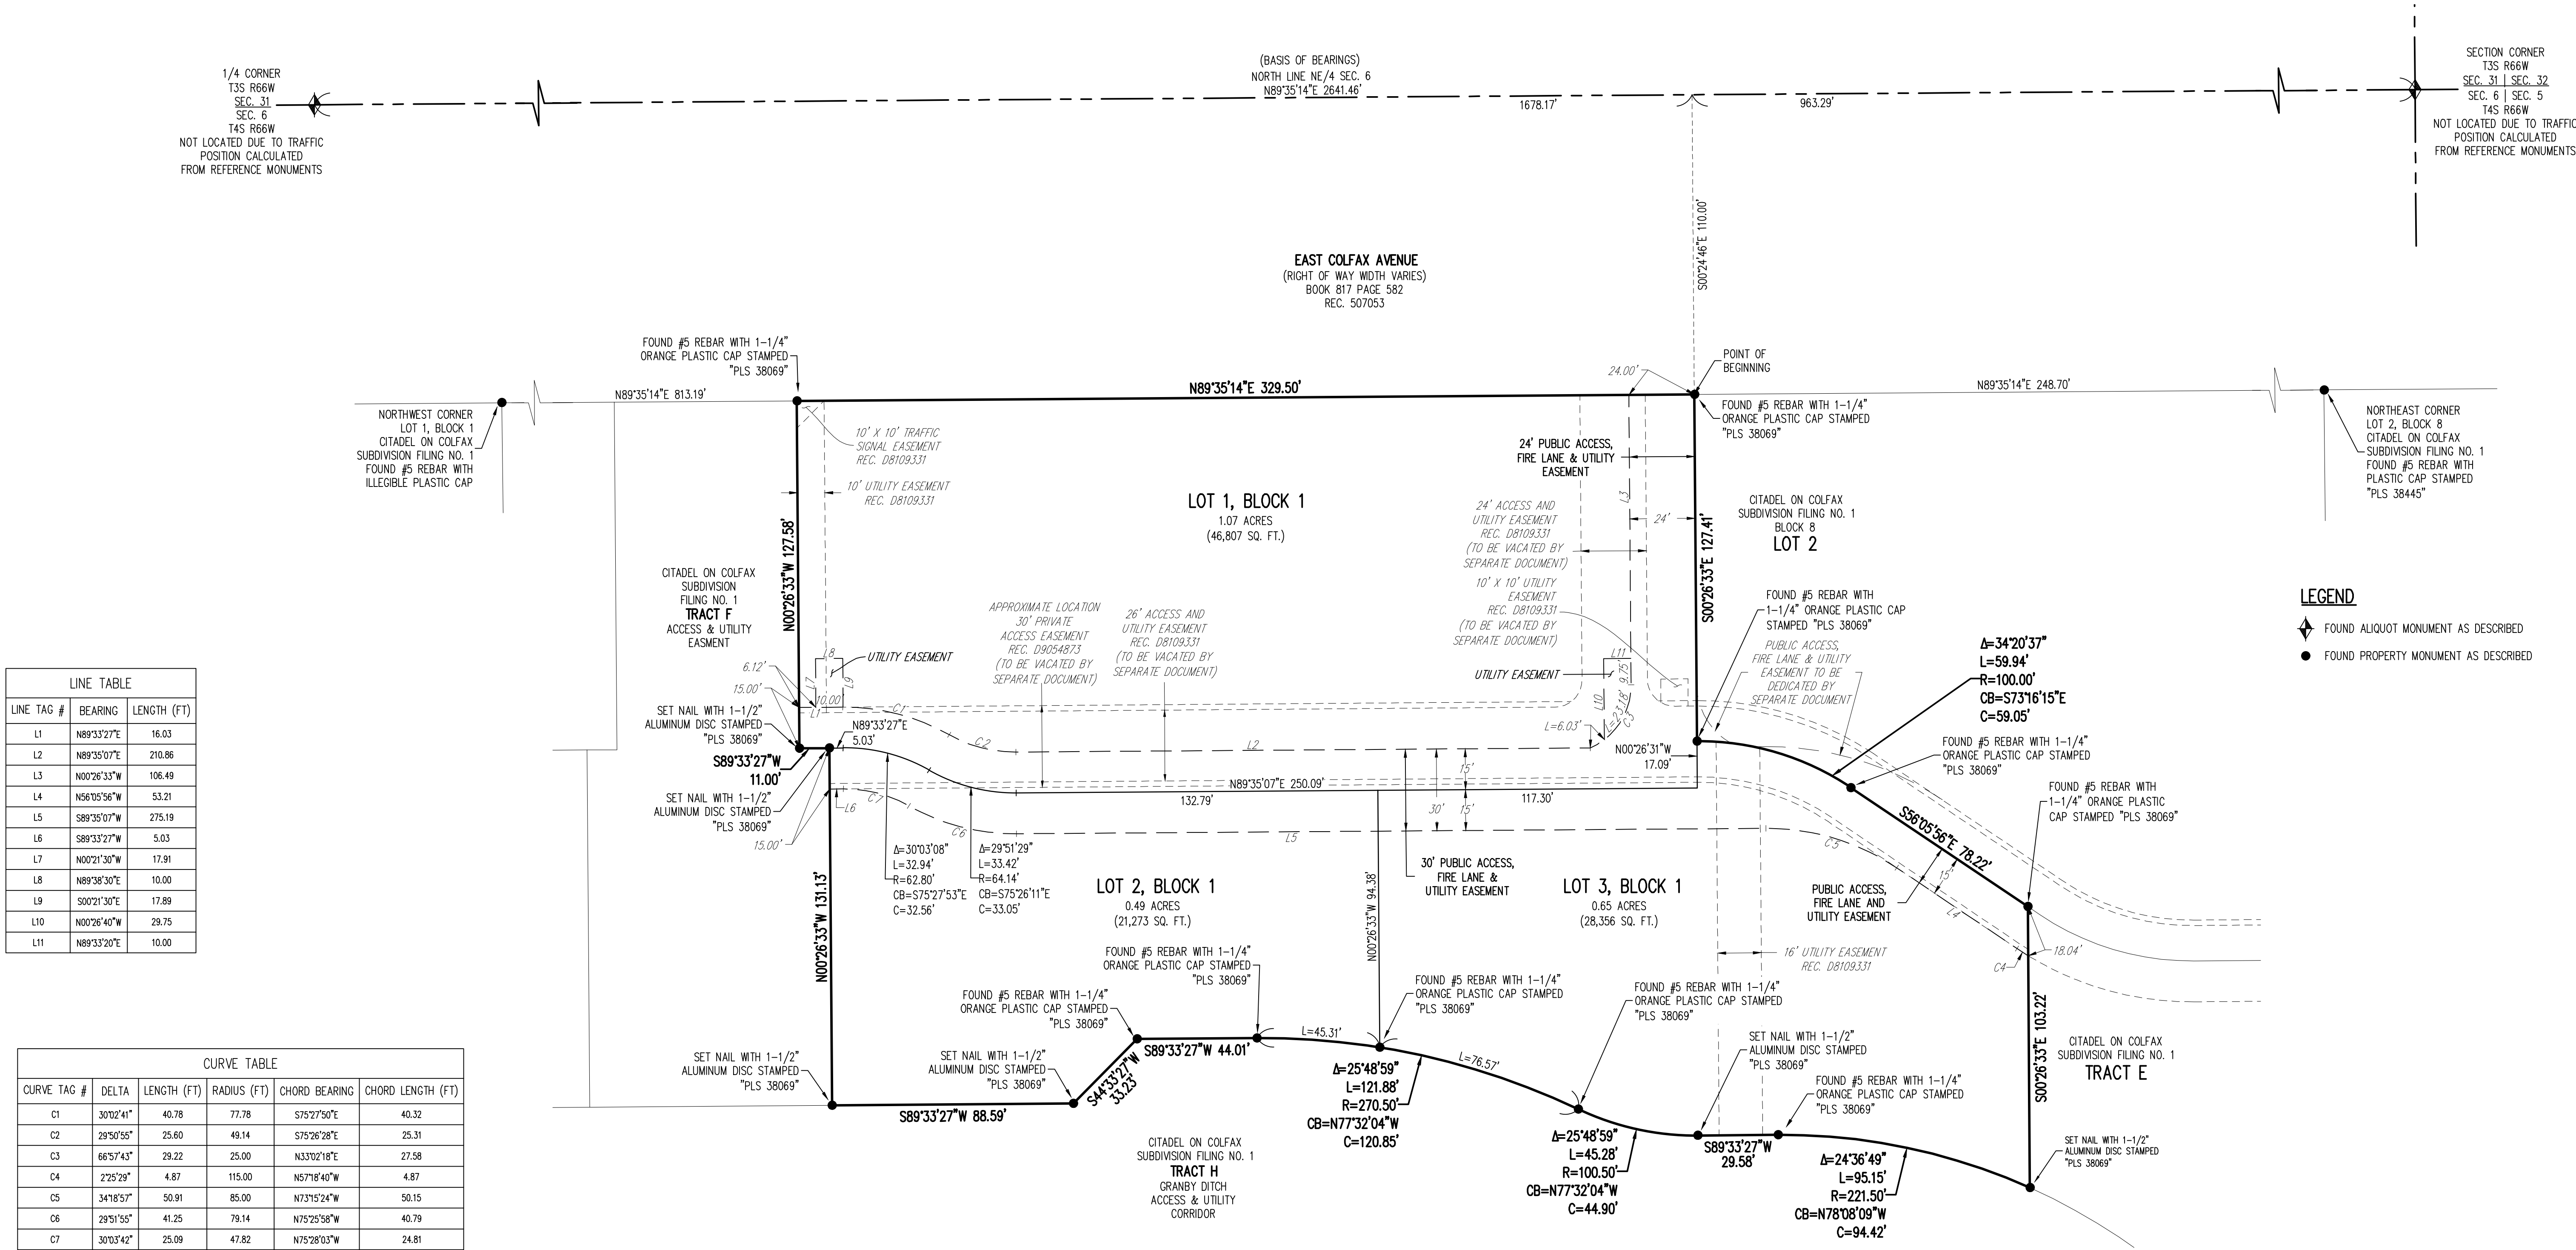 (BASIS OF BEARINGS)
NORTH LINE NE/4 SEC. 6
N89°35'14"E 2641.46'
1678.17'
963.29'
1/4 CORNER
T3S R66W
SEC. 31
SEC. 6
T4S R66W
NOT LOCATED DUE TO TRAFFIC
POSITION CALCULATED
FROM REFERENCE MONUMENTS
SECTION CORNER
T3S R66W
SEC. 31 | SEC. 32
SEC. 6 | SEC. 5
T4S R66W
NOT LOCATED DUE TO TRAFFIC
POSITION CALCULATED
FROM REFERENCE MONUMENTS
S00°24'46"E 110.00'
EAST COLFAX AVENUE
(RIGHT OF WAY WIDTH VARIES)
BOOK 817 PAGE 582
REC. 507053
FOUND #5 REBAR WITH 1-1/4"
ORANGE PLASTIC CAP STAMPED
"PLS 38069"
N89°35'14"E 813.19'
N89°35'14"E 329.50'
24.00'
POINT OF
BEGINNING
N89°35'14"E 248.70'
NORTHWEST CORNER
LOT 1, BLOCK 1
CITADEL ON COLFAX
SUBDIVISION FILING NO. 1
FOUND #5 REBAR WITH
ILLEGIBLE PLASTIC CAP
FOUND #5 REBAR WITH 1-1/4"
ORANGE PLASTIC CAP STAMPED
"PLS 38069"
NORTHEAST CORNER
LOT 2, BLOCK 8
CITADEL ON COLFAX
SUBDIVISION FILING NO. 1
FOUND #5 REBAR WITH
PLASTIC CAP STAMPED
"PLS 38445"
10' X 10' TRAFFIC
SIGNAL EASEMENT
REC. D8109331
10' UTILITY EASEMENT
REC. D8109331
24' PUBLIC ACCESS,
FIRE LANE & UTILITY
EASEMENT
L3
24'
LOT 1, BLOCK 1
1.07 ACRES
(46,807 SQ. FT.)
24' ACCESS AND
UTILITY EASEMENT
REC. D8109331
(TO BE VACATED BY
SEPARATE DOCUMENT)
10' X 10' UTILITY
EASEMENT
REC. D8109331
(TO BE VACATED BY
SEPARATE DOCUMENT)
CITADEL ON COLFAX
SUBDIVISION FILING NO. 1
BLOCK 8
LOT 2
N00°26'33"W 127.58'
S00°26'33"E 127.41'
CITADEL ON COLFAX
SUBDIVISION
FILING NO. 1
TRACT F
ACCESS & UTILITY
EASMENT
APPROXIMATE LOCATION
30' PRIVATE
ACCESS EASEMENT
REC. D9054873
(TO BE VACATED BY
SEPARATE DOCUMENT)
26' ACCESS AND
UTILITY EASEMENT
REC. D8109331
(TO BE VACATED BY
SEPARATE DOCUMENT)
FOUND #5 REBAR WITH
1-1/4" ORANGE PLASTIC CAP
STAMPED "PLS 38069"
PUBLIC ACCESS,
FIRE LANE & UTILITY
EASEMENT TO BE
DEDICATED BY
SEPARATE DOCUMENT
Δ=34°20'37"
L=59.94'
R=100.00'
CB=S73°16'15"E
C=59.05'
LEGEND
FOUND ALIQUOT MONUMENT AS DESCRIBED
FOUND PROPERTY MONUMENT AS DESCRIBED
UTILITY EASEMENT
L8
L7
L9
10.00'
L1
6.12'
15.00'
UTILITY EASEMENT
L11
L10
9.75'
L=23.18'
C3
L=6.03'
SET NAIL WITH 1-1/2"
ALUMINUM DISC STAMPED
"PLS 38069"
S89°33'27"W
11.00'
N89°33'27"E
5.03'
C1
C2
L2
N00°26'31"W
17.09'
FOUND #5 REBAR WITH 1-1/4"
ORANGE PLASTIC CAP STAMPED
"PLS 38069"
FOUND #5 REBAR WITH
1-1/4" ORANGE PLASTIC
CAP STAMPED "PLS 38069"
SET NAIL WITH 1-1/2"
ALUMINUM DISC STAMPED
"PLS 38069"
15.00'
L6
C7
C6
N89°35'07"E 250.09'
132.79'
117.30'
15'
30'
15'
L5
C5
S56°05'56"E 78.22'
15'
L4
C4
18.04'
Δ=30°03'08"
L=32.94'
R=62.80'
CB=S75°27'53"E
C=32.56'
Δ=29°51'29"
L=33.42'
R=64.14'
CB=S75°26'11"E
C=33.05'
30' PUBLIC ACCESS,
FIRE LANE &
UTILITY EASEMENT
PUBLIC ACCESS,
FIRE LANE AND
UTILITY EASEMENT
LOT 2, BLOCK 1
0.49 ACRES
(21,273 SQ. FT.)
LOT 3, BLOCK 1
0.65 ACRES
(28,356 SQ. FT.)
N00°26'33"W 131.13'
N00°26'33"W 94.38'
S00°26'33"E 103.22'
16' UTILITY EASEMENT
REC. D8109331
FOUND #5 REBAR WITH 1-1/4"
ORANGE PLASTIC CAP STAMPED
"PLS 38069"
FOUND #5 REBAR WITH 1-1/4"
ORANGE PLASTIC CAP STAMPED
"PLS 38069"
FOUND #5 REBAR WITH 1-1/4"
ORANGE PLASTIC CAP STAMPED
"PLS 38069"
FOUND #5 REBAR WITH 1-1/4"
ORANGE PLASTIC CAP STAMPED
"PLS 38069"
SET NAIL WITH 1-1/2"
ALUMINUM DISC STAMPED
"PLS 38069"
FOUND #5 REBAR WITH 1-1/4"
ORANGE PLASTIC CAP STAMPED
"PLS 38069"
SET NAIL WITH 1-1/2"
ALUMINUM DISC STAMPED
"PLS 38069"
SET NAIL WITH 1-1/2"
ALUMINUM DISC STAMPED
"PLS 38069"
SET NAIL WITH 1-1/2"
ALUMINUM DISC STAMPED
"PLS 38069"
CITADEL ON COLFAX
SUBDIVISION FILING NO. 1
TRACT E
S89°33'27"W 88.59'
S44°33'27"W
33.23'
S89°33'27"W 44.01'
L=45.31'
L=76.57'
Δ=25°48'59"
L=121.88'
R=270.50'
CB=N77°32'04"W
C=120.85'
Δ=25°48'59"
L=45.28'
R=100.50'
CB=N77°32'04"W
C=44.90'
S89°33'27"W
29.58'
Δ=24°36'49"
L=95.15'
R=221.50'
CB=N78°08'09"W
C=94.42'
CITADEL ON COLFAX
SUBDIVISION FILING NO. 1
TRACT H
GRANBY DITCH
ACCESS & UTILITY
CORRIDOR
LINE TABLE
LINE TAG # BEARING LENGTH (FT)
L1 N89°33'27"E 16.03
L2 N89°35'07"E 210.86
L3 N00°26'33"W 106.49
L4 N56°05'56"W 53.21
L5 S89°35'07"W 275.19
L6 S89°33'27"W 5.03
L7 N00°21'30"W 17.91
L8 N89°38'30"E 10.00
L9 S00°21'30"E 17.89
L10 N00°26'40"W 29.75
L11 N89°33'20"E 10.00
CURVE TABLE
CURVE TAG # DELTA LENGTH (FT) RADIUS (FT) CHORD BEARING CHORD LENGTH (FT)
C1 30°02'41" 40.78 77.78 S75°27'50"E 40.32
C2 29°50'55" 25.60 49.14 S75°26'28"E 25.31
C3 66°57'43" 29.22 25.00 N33°02'18"E 27.58
C4 2°25'29" 4.87 115.00 N57°18'40"W 4.87
C5 34°18'57" 50.91 85.00 N73°15'24"W 50.15
C6 29°51'55" 41.25 79.14 N75°25'58"W 40.79
C7 30°03'42" 25.09 47.82 N75°28'03"W 24.81